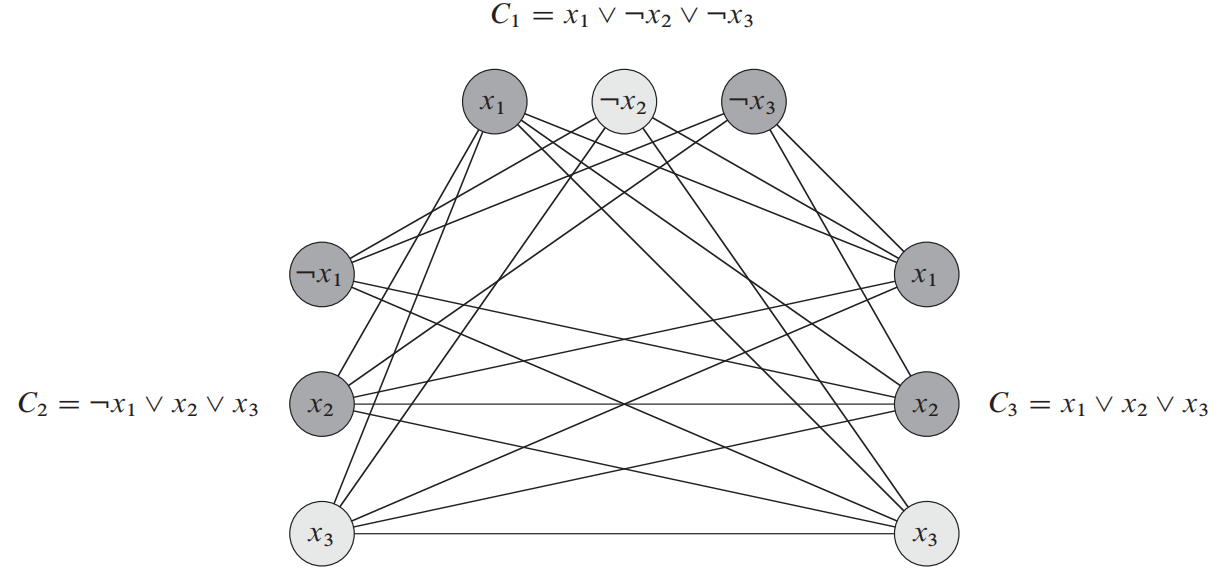 C₁ = x₁ ∨ ¬x₂ ∨ ¬x₃
x₁ ¬x₂ ¬x₃
¬x₁ x₁
C₂ = ¬x₁ ∨ x₂ ∨ x₃ x₂ x₂ C₃ = x₁ ∨ x₂ ∨ x₃
x₃ x₃